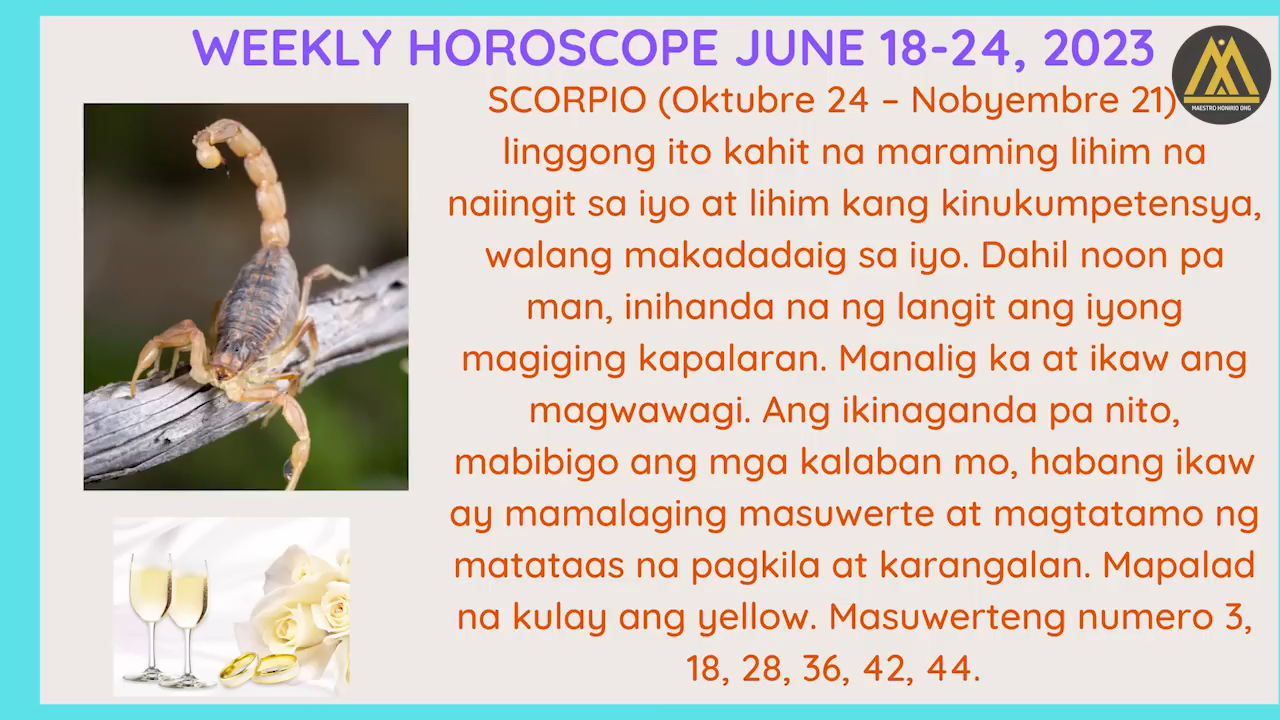 WEEKLY HOROSCOPE JUNE 18-24, 2023
MAESTRO HONIRIO ONG
SCORPIO (Oktubre 24 – Nobyembre 21)
linggong ito kahit na maraming lihim na
naiingit sa iyo at lihim kang kinukumpetensya,
walang makadadaig sa iyo. Dahil noon pa
man, inihanda na ng langit ang iyong
magiging kapalaran. Manalig ka at ikaw ang
magwawagi. Ang ikinaganda pa nito,
mabibigo ang mga kalaban mo, habang ikaw
ay mamalaging masuwerte at magtatamo ng
matataas na pagkila at karangalan. Mapalad
na kulay ang yellow. Masuwerteng numero 3,
18, 28, 36, 42, 44.